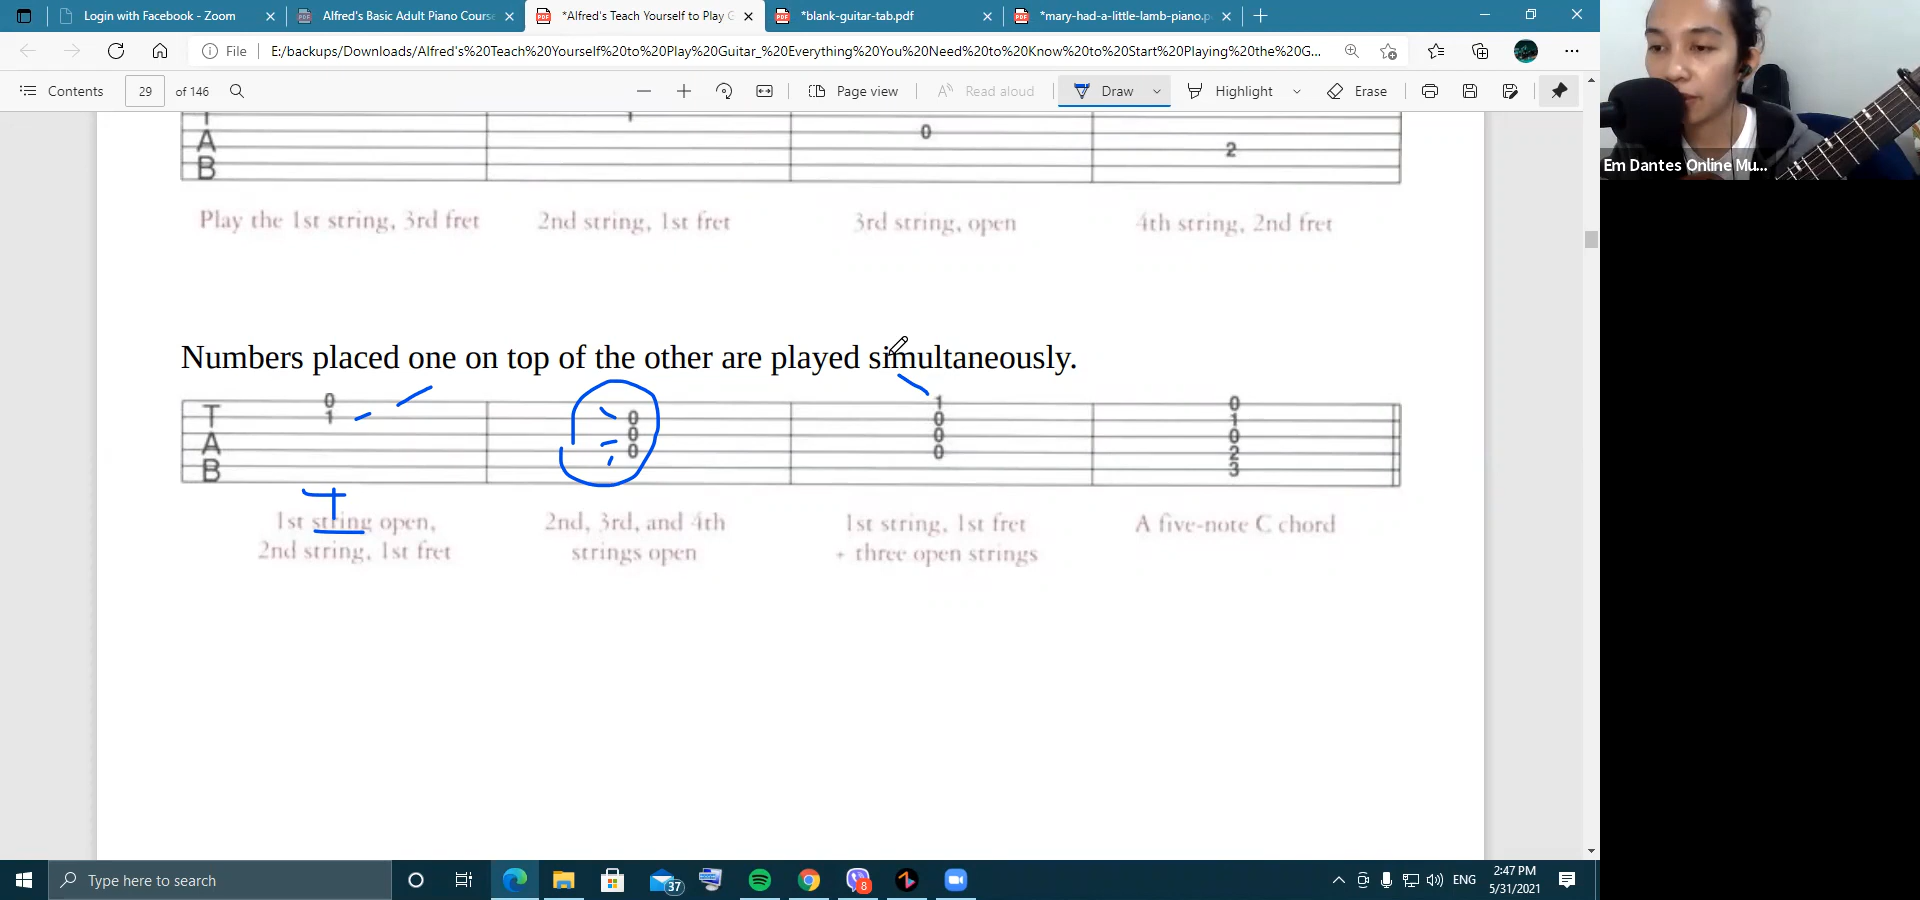 Login with Facebook - Zoom
Alfred's Basic Adult Piano Cours
*Alfred's Teach Yourself to Play G
*blank-guitar-tab.pdf
*mary-had-a-little-lamb-piano.p
File
E:/backups/Downloads/Alfred's%20Teach%20Yourself%20to%20Play%20Guitar_%20Everything%20You%20Need%20to%20Know%20to%20Start%20Playing%20the%20G...
Contents
29
of 146
Page view
Read aloud
Draw
Highlight
Erase
Em Dantes Online Mu...
T
A
B
1
0
2
Play the 1st string, 3rd fret
2nd string, 1st fret
3rd string, open
4th string, 2nd fret
Numbers placed one on top of the other are played simultaneously.
T
A
B
0
1
0
0
0
1
0
0
0
0
1
0
2
3
1st string open,
2nd string, 1st fret
2nd, 3rd, and 4th
strings open
1st string, 1st fret
+ three open strings
A five-note C chord
Type here to search
37
8
ENG
2:47 PM
5/31/2021